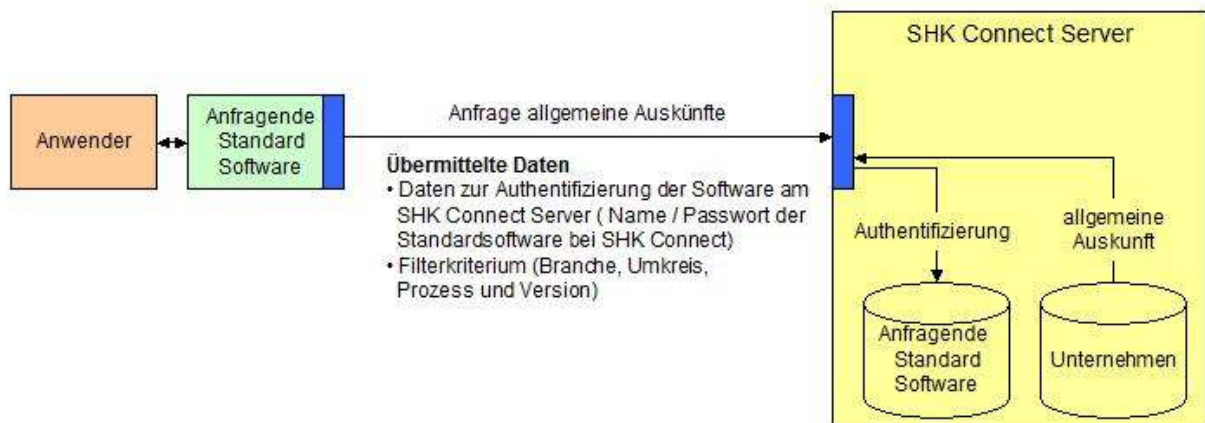 SHK Connect Server
Anwender
Anfragende
Standard
Software
Anfrage allgemeine Auskünfte
Übermittelte Daten
• Daten zur Authentifizierung der Software am
SHK Connect Server ( Name / Passwort der
Standardsoftware bei SHK Connect)
• Filterkriterium (Branche, Umkreis,
Prozess und Version)
Authentifizierung
allgemeine
Auskunft
Anfragende
Standard
Software
Unternehmen